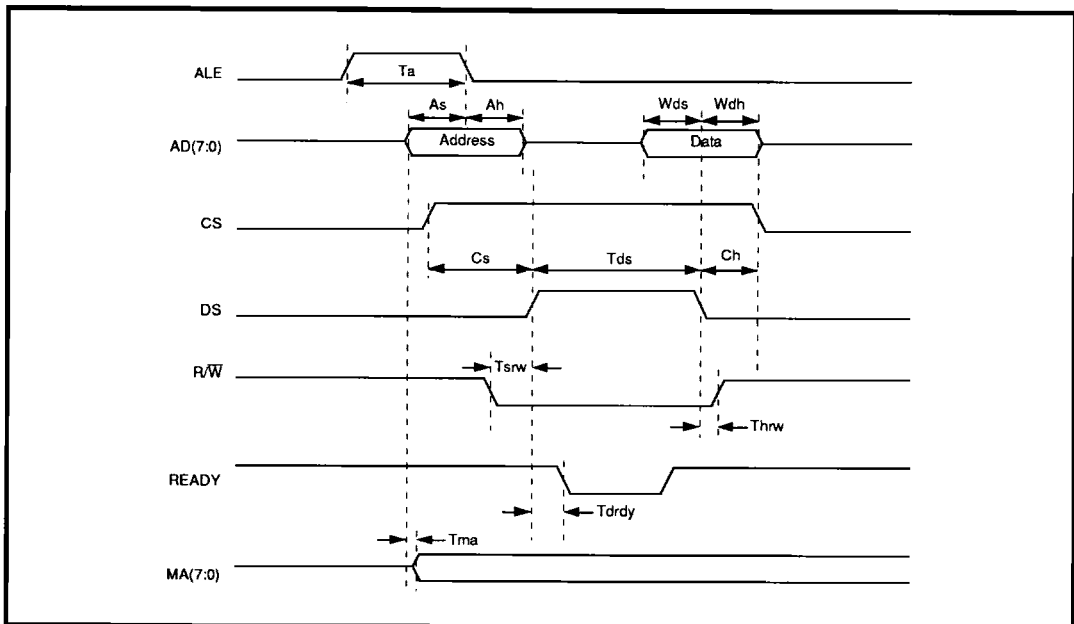 ALE
Ta
As Ah Wds Wdh
AD(7:0) Address Data
CS
Cs Tds Ch
DS
R/W̅ Tsrw
Thrw
READY
Tdrdy
Tma
MA(7:0)